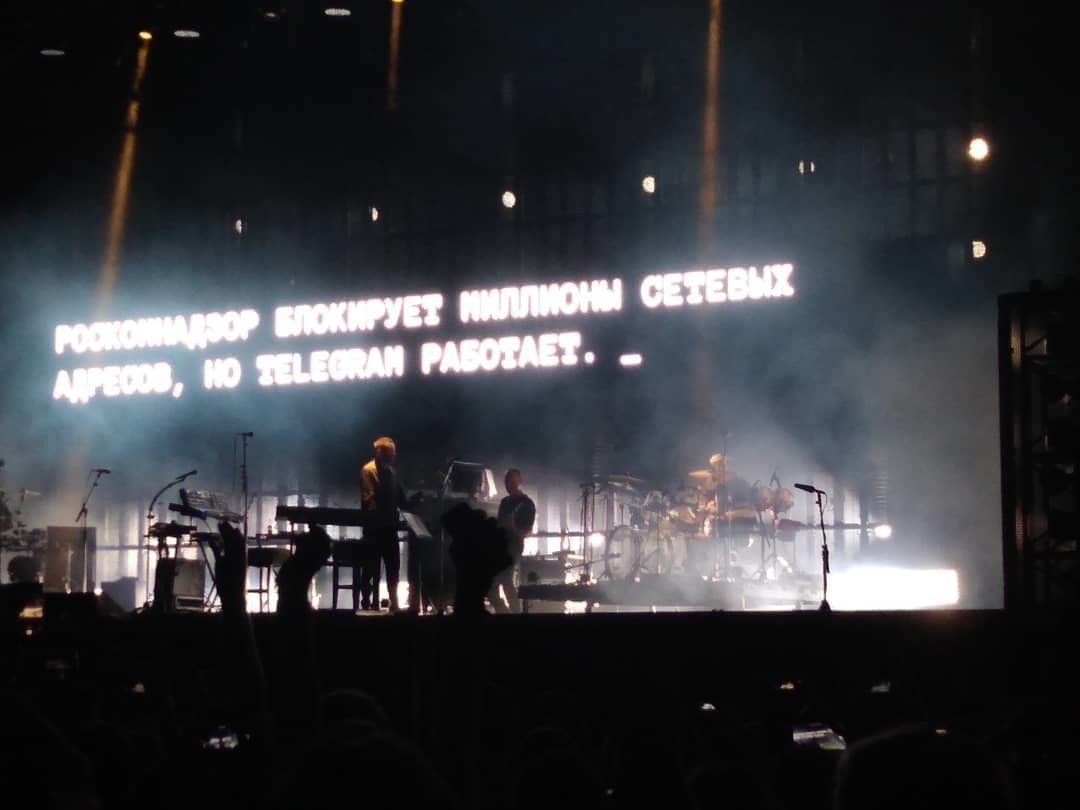 РОСКОМНАДЗОР БЛОКИРУЕТ МИЛЛИОНЫ СЕТЕВЫХ
АДРЕСОВ, НО TELEGRAM РАБОТАЕТ. _